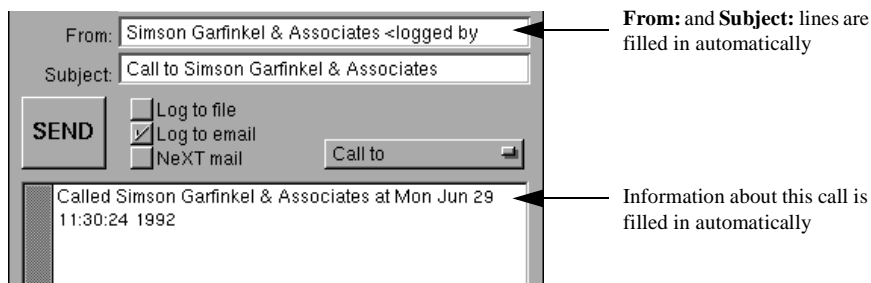 From: Simson Garfinkel & Associates <logged by
From: and Subject: lines are
filled in automatically
Subject: Call to Simson Garfinkel & Associates
SEND
Log to file
Log to email
NeXT mail
Call to
Called Simson Garfinkel & Associates at Mon Jun 29
11:30:24 1992
Information about this call is
filled in automatically